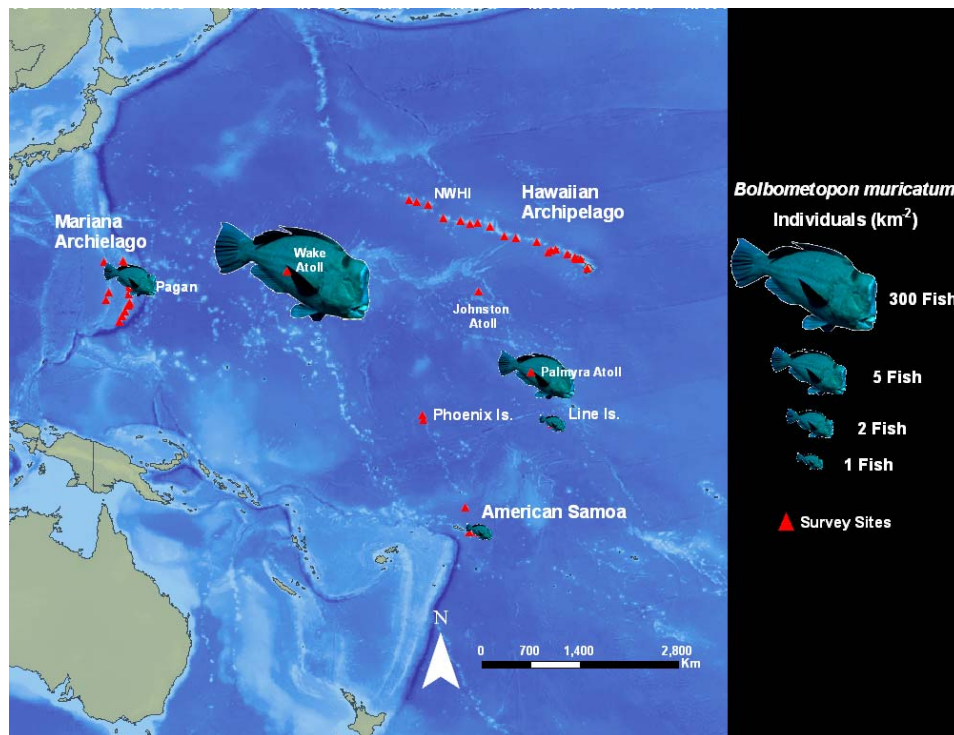 NWHI
Hawaiian
Archipelago
Mariana
Archielago
Pagan
Wake
Atoll
Johnston
Atoll
Palmyra Atoll
Phoenix Is.
Line Is.
American Samoa
N
0 700 1,400 2,800
Km
Bolbometopon muricatum
Individuals (km²)
300 Fish
5 Fish
2 Fish
1 Fish
Survey Sites